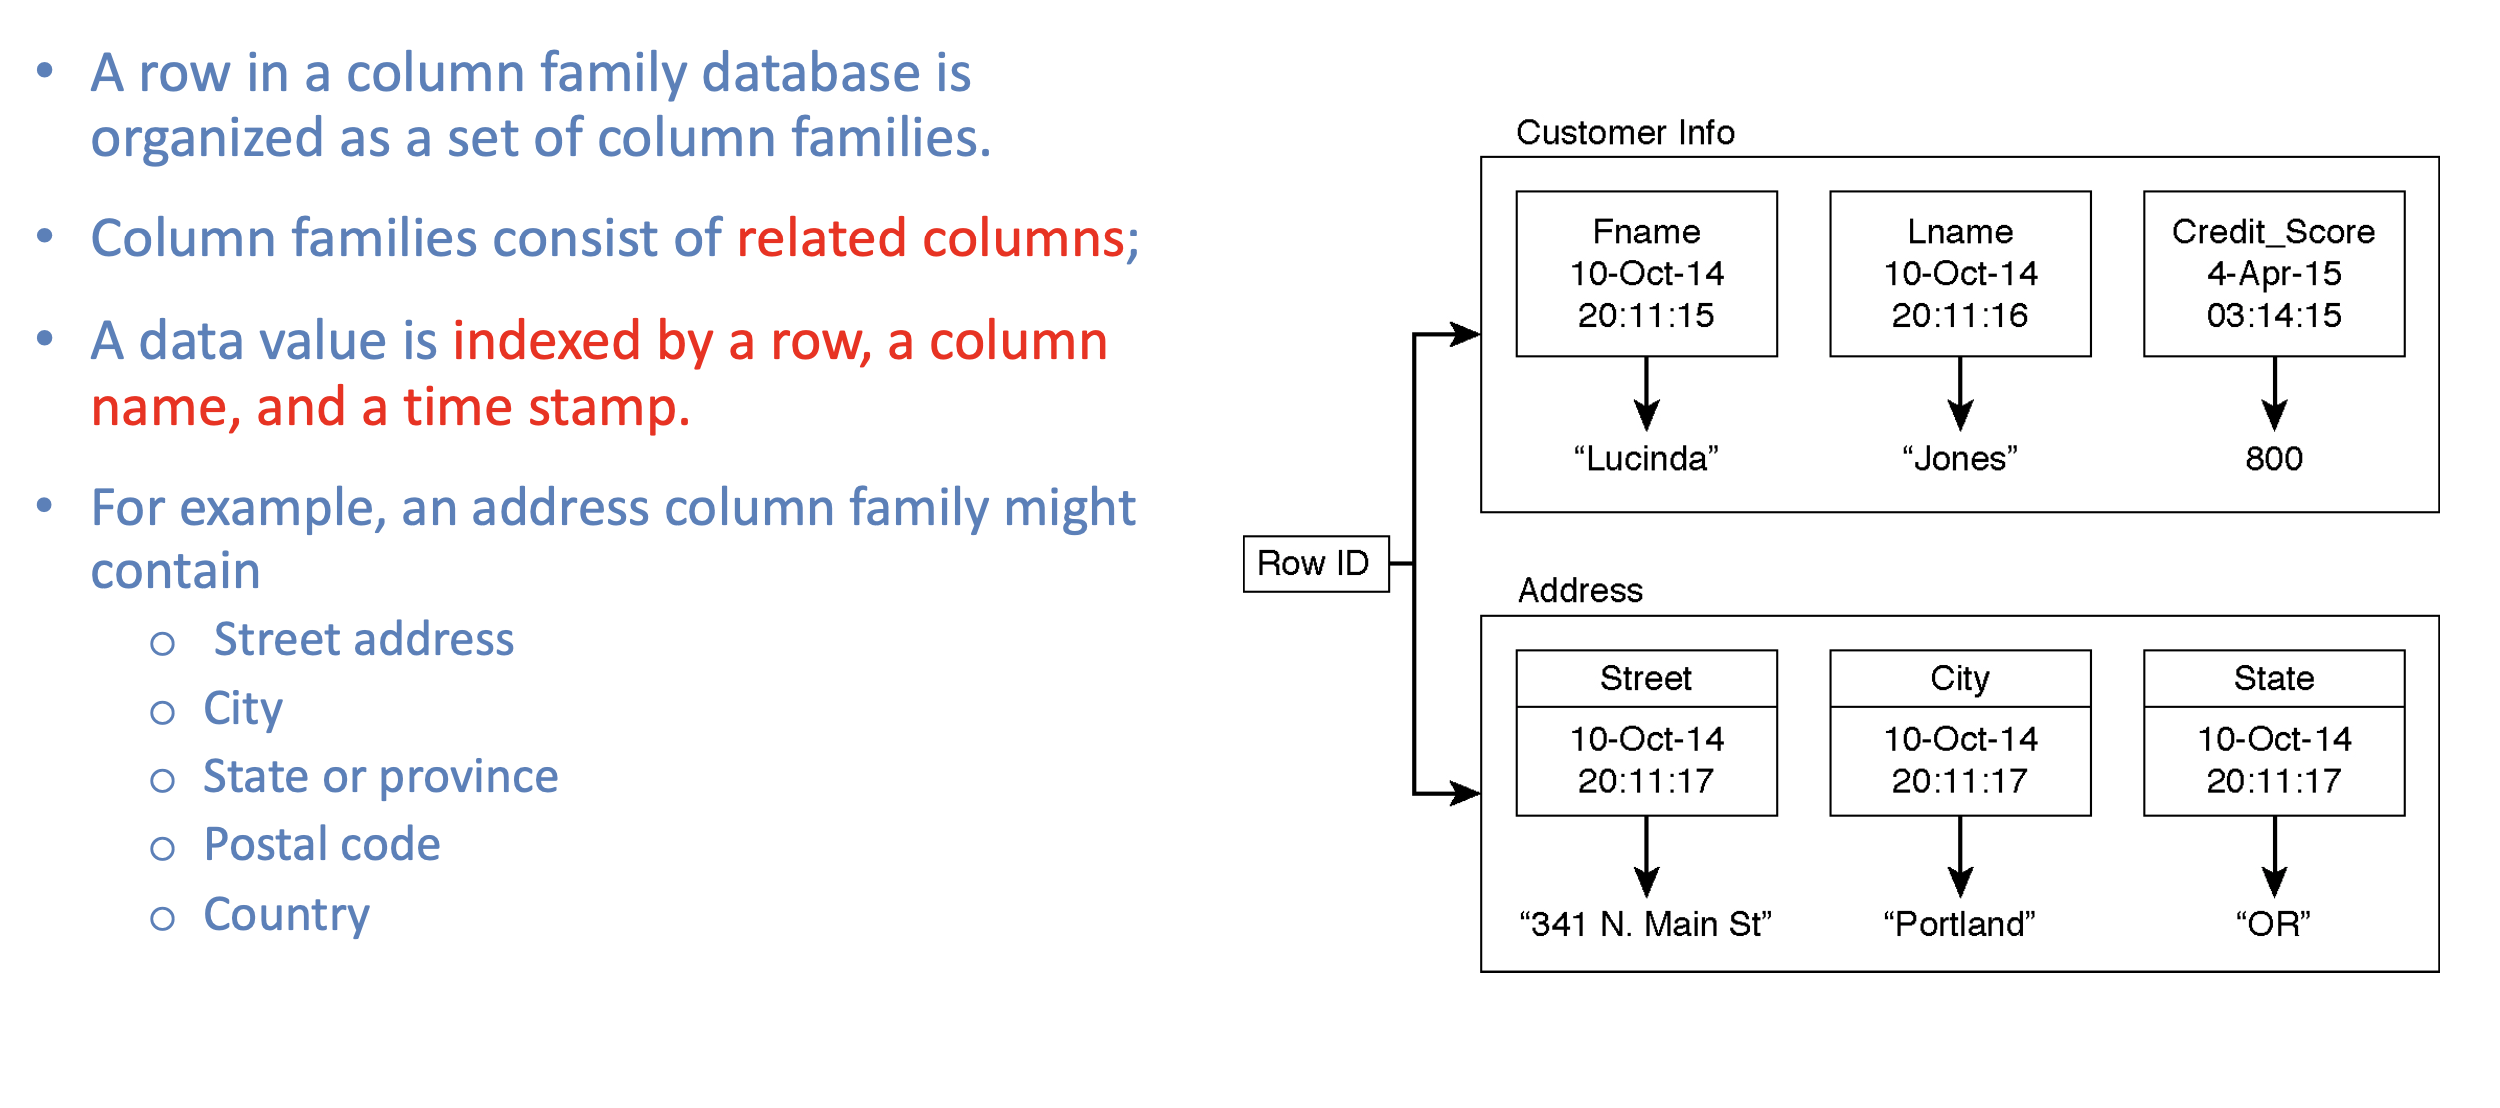 • A row in a column family database is
organized as a set of column families.
• Column families consist of related columns;
• A data value is indexed by a row, a column
name, and a time stamp.
• For example, an address column family might
contain
○ Street address
○ City
○ State or province
○ Postal code
○ Country
Row ID
Customer Info
Fname
10-Oct-14
20:11:15
“Lucinda”
Lname
10-Oct-14
20:11:16
“Jones”
Credit_Score
4-Apr-15
03:14:15
800
Address
Street
10-Oct-14
20:11:17
“341 N. Main St”
City
10-Oct-14
20:11:17
“Portland”
State
10-Oct-14
20:11:17
“OR”